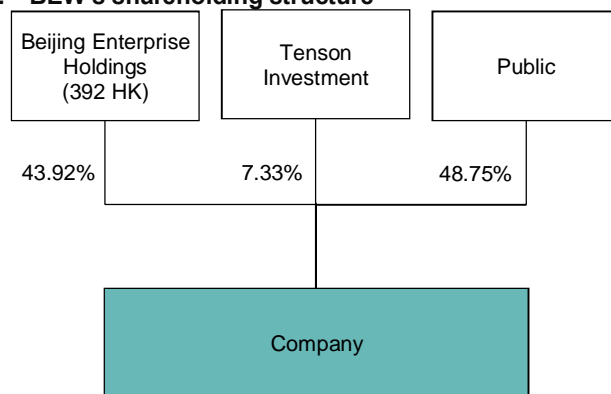 BEW's shareholding structure
Beijing Enterprise
Holdings
(392 HK)
Tenson
Investment
Public
43.92%
7.33%
48.75%
Company